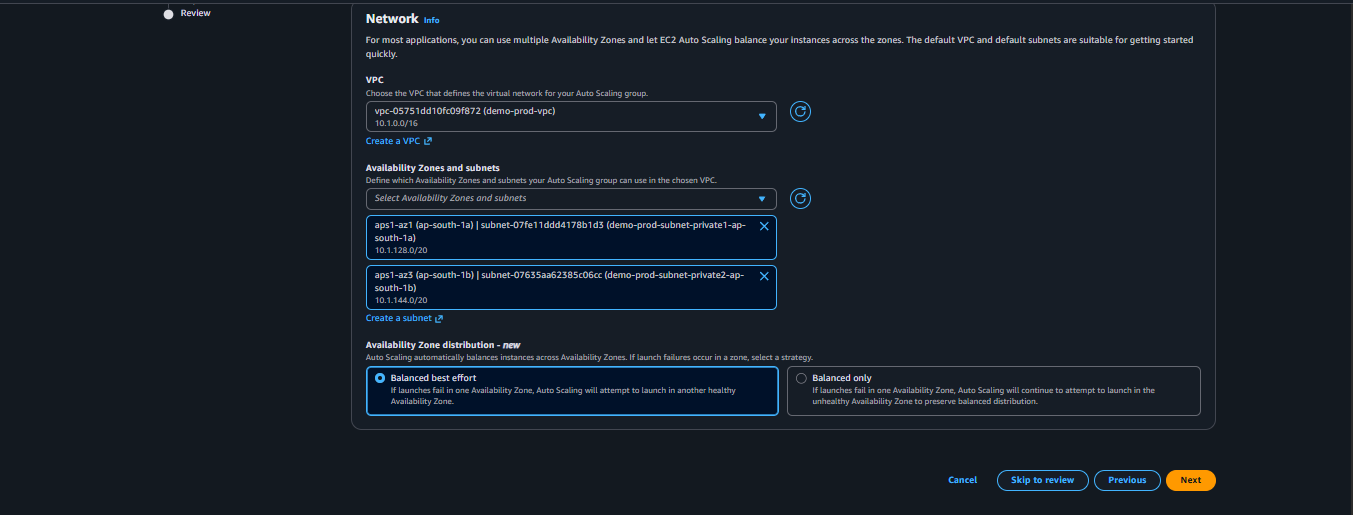 Review
Network Info
For most applications, you can use multiple Availability Zones and let EC2 Auto Scaling balance your instances across the zones. The default VPC and default subnets are suitable for getting started
quickly.
VPC
Choose the VPC that defines the virtual network for your Auto Scaling group.
vpc-05751dd10fc09f872 (demo-prod-vpc)
10.1.0.0/16
Create a VPC
Availability Zones and subnets
Define which Availability Zones and subnets your Auto Scaling group can use in the chosen VPC.
Select Availability Zones and subnets
aps1-az1 (ap-south-1a) | subnet-07fe11ddd4178b1d3 (demo-prod-subnet-private1-ap-
south-1a)
10.1.128.0/20
aps1-az3 (ap-south-1b) | subnet-07635aa62385c06cc (demo-prod-subnet-private2-ap-
south-1b)
10.1.144.0/20
Create a subnet
Availability Zone distribution - new
Auto Scaling automatically balances instances across Availability Zones. If launch failures occur in a zone, select a strategy.
Balanced best effort
If launches fail in one Availability Zone, Auto Scaling will attempt to launch in another healthy
Availability Zone.
Balanced only
If launches fail in one Availability Zone, Auto Scaling will continue to attempt to launch in the
unhealthy Availability Zone to preserve balanced distribution.
Cancel
Skip to review
Previous
Next